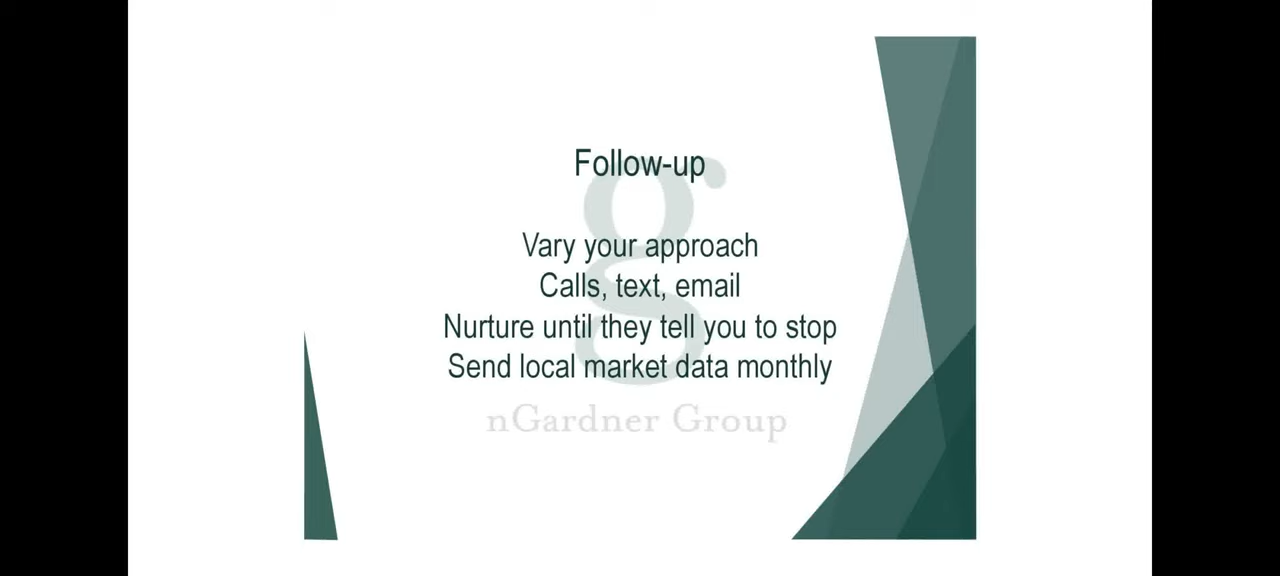 Follow-up
Vary your approach
Calls, text, email
Nurture until they tell you to stop
Send local market data monthly
g
nGardner Group